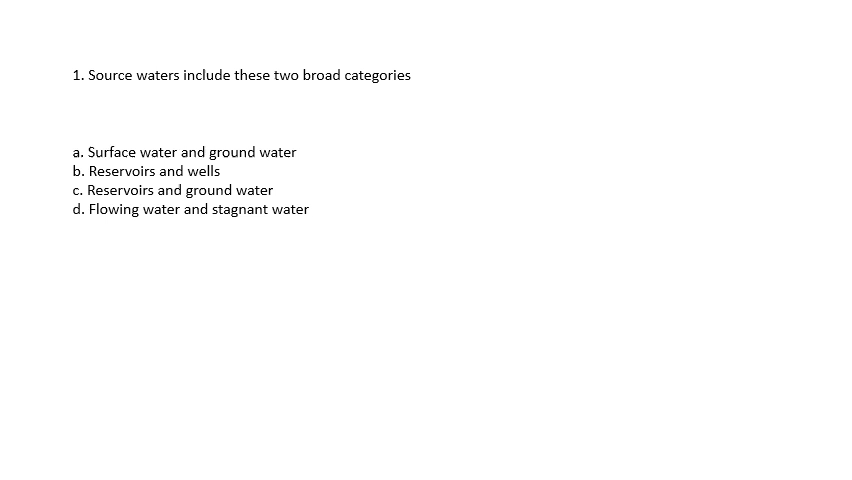 1. Source waters include these two broad categories
a. Surface water and ground water
b. Reservoirs and wells
c. Reservoirs and ground water
d. Flowing water and stagnant water